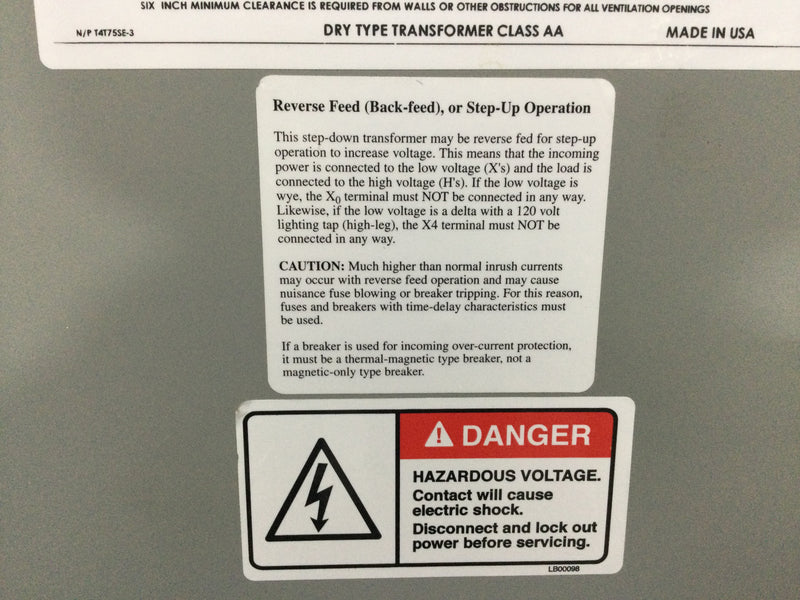 SIX INCH MINIMUM CLEARANCE IS REQUIRED FROM WALLS OR OTHER OBSTRUCTIONS FOR ALL VENTILATION OPENINGS
N/P T4T75SE-3 DRY TYPE TRANSFORMER CLASS AA MADE IN USA
Reverse Feed (Back-feed), or Step-Up Operation
This step-down transformer may be reverse fed for step-up
operation to increase voltage. This means that the incoming
power is connected to the low voltage (X's) and the load is
connected to the high voltage (H's). If the low voltage is
wye, the X0 terminal must NOT be connected in any way.
Likewise, if the low voltage is a delta with a 120 volt
lighting tap (high-leg), the X4 terminal must NOT be
connected in any way.
CAUTION: Much higher than normal inrush currents
may occur with reverse feed operation and may cause
nuisance fuse blowing or breaker tripping. For this reason,
fuses and breakers with time-delay characteristics must
be used.
If a breaker is used for incoming over-current protection,
it must be a thermal-magnetic type breaker, not a
magnetic-only type breaker.
DANGER
HAZARDOUS VOLTAGE.
Contact will cause
electric shock.
Disconnect and lock out
power before servicing.
LB00098